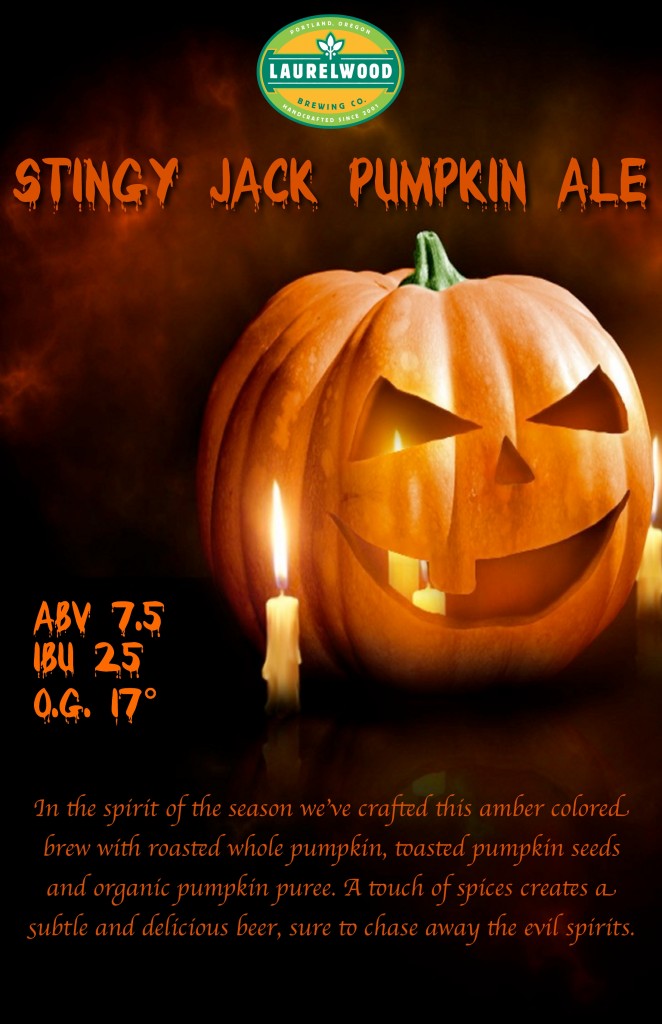 PORTLAND, OREGON
LAURELWOOD
BREWING CO.
HANDCRAFTED SINCE 2001
STINGY JACK PUMPKIN ALE
ABV 7.5
IBU 25
O.G. 17°
In the spirit of the season we've crafted this amber colored
brew with roasted whole pumpkin, toasted pumpkin seeds
and organic pumpkin puree. A touch of spices creates a
subtle and delicious beer, sure to chase away the evil spirits.